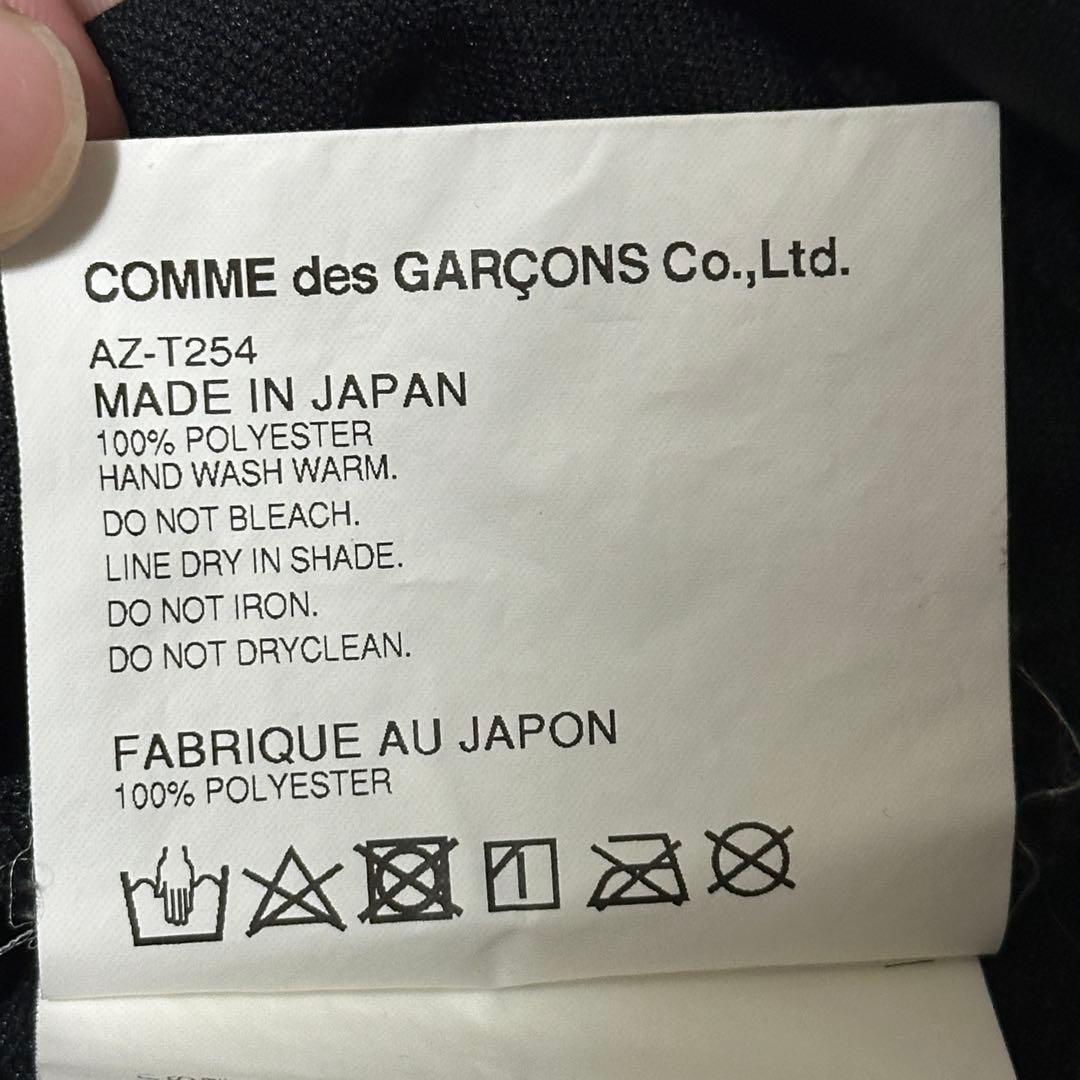 COMME des GARÇONS Co.,Ltd.
AZ-T254
MADE IN JAPAN
100% POLYESTER
HAND WASH WARM.
DO NOT BLEACH.
LINE DRY IN SHADE.
DO NOT IRON.
DO NOT DRYCLEAN.
FABRIQUE AU JAPON
100% POLYESTER